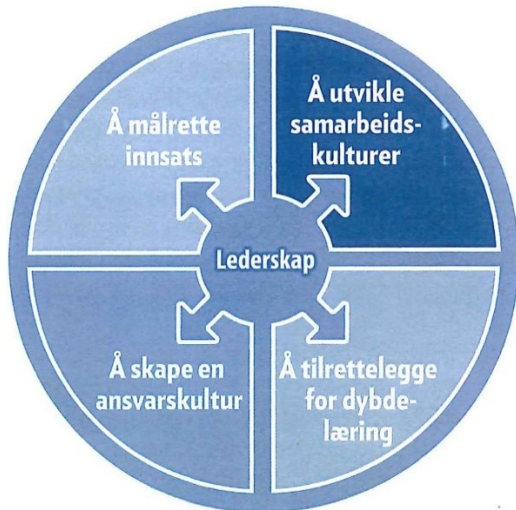 Å målrette
innsats
Å utvikle
samarbeids-
kulturer
Lederskap
Å skape en
ansvarskultur
Å tilrettelegge
for dybde-
læring